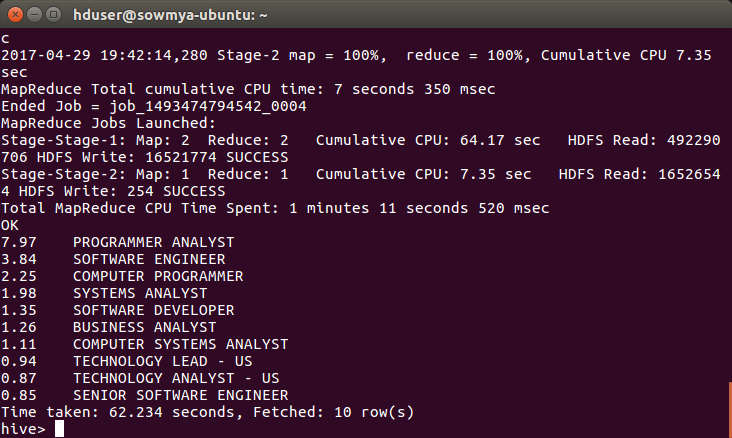 hduser@sowmya-ubuntu: ~
c
2017-04-29 19:42:14,280 Stage-2 map = 100%,  reduce = 100%, Cumulative CPU 7.35
sec
MapReduce Total cumulative CPU time: 7 seconds 350 msec
Ended Job = job_1493474794542_0004
MapReduce Jobs Launched:
Stage-Stage-1: Map: 2  Reduce: 2   Cumulative CPU: 64.17 sec   HDFS Read: 492290
706 HDFS Write: 16521774 SUCCESS
Stage-Stage-2: Map: 1  Reduce: 1   Cumulative CPU: 7.35 sec   HDFS Read: 1652654
4 HDFS Write: 254 SUCCESS
Total MapReduce CPU Time Spent: 1 minutes 11 seconds 520 msec
OK
7.97    PROGRAMMER ANALYST
3.84    SOFTWARE ENGINEER
2.25    COMPUTER PROGRAMMER
1.98    SYSTEMS ANALYST
1.35    SOFTWARE DEVELOPER
1.26    BUSINESS ANALYST
1.11    COMPUTER SYSTEMS ANALYST
0.94    TECHNOLOGY LEAD - US
0.87    TECHNOLOGY ANALYST - US
0.85    SENIOR SOFTWARE ENGINEER
Time taken: 62.234 seconds, Fetched: 10 row(s)
hive>